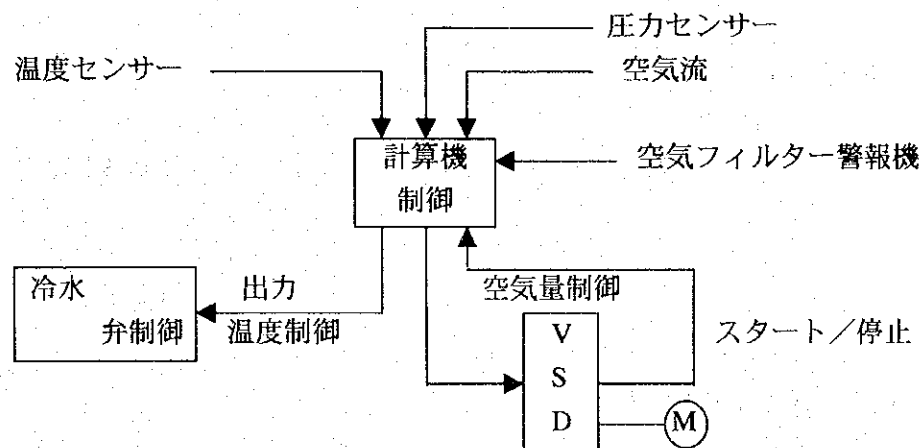 圧力センサー
温度センサー
空気流
計算機
制御
空気フィルター警報機
冷水
弁制御
出力
温度制御
空気量制御
スタート／停止
V
S
D
M